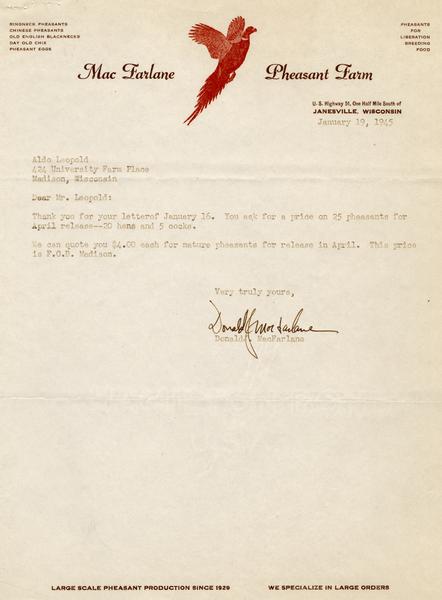 RINGNECK PHEASANTS
CHINESE PHEASANTS
OLD ENGLISH BLACKNECKS
DAY OLD CHIX
PHEASANT EGGS
PHEASANTS
FOR
LIBERATION
BREEDING
FOOD
Mac Farlane Pheasant Farm
U. S. Highway 51, One Half Mile South of
JANESVILLE, WISCONSIN
January 19, 1945
Aldo Leopold
424 University Farm Place
Madison, Wisconsin
Dear Mr. Leopold:
Thank you for your letterof January 16. You ask for a price on 25 pheasants for
April release--20 hens and 5 cocks.
We can quote you $4.00 each for mature pheasants for release in April. This price
is F.O.B. Madison.
Very truly yours,
Donald J MacFarlane
Donald J. MacFarlane
LARGE SCALE PHEASANT PRODUCTION SINCE 1929 WE SPECIALIZE IN LARGE ORDERS